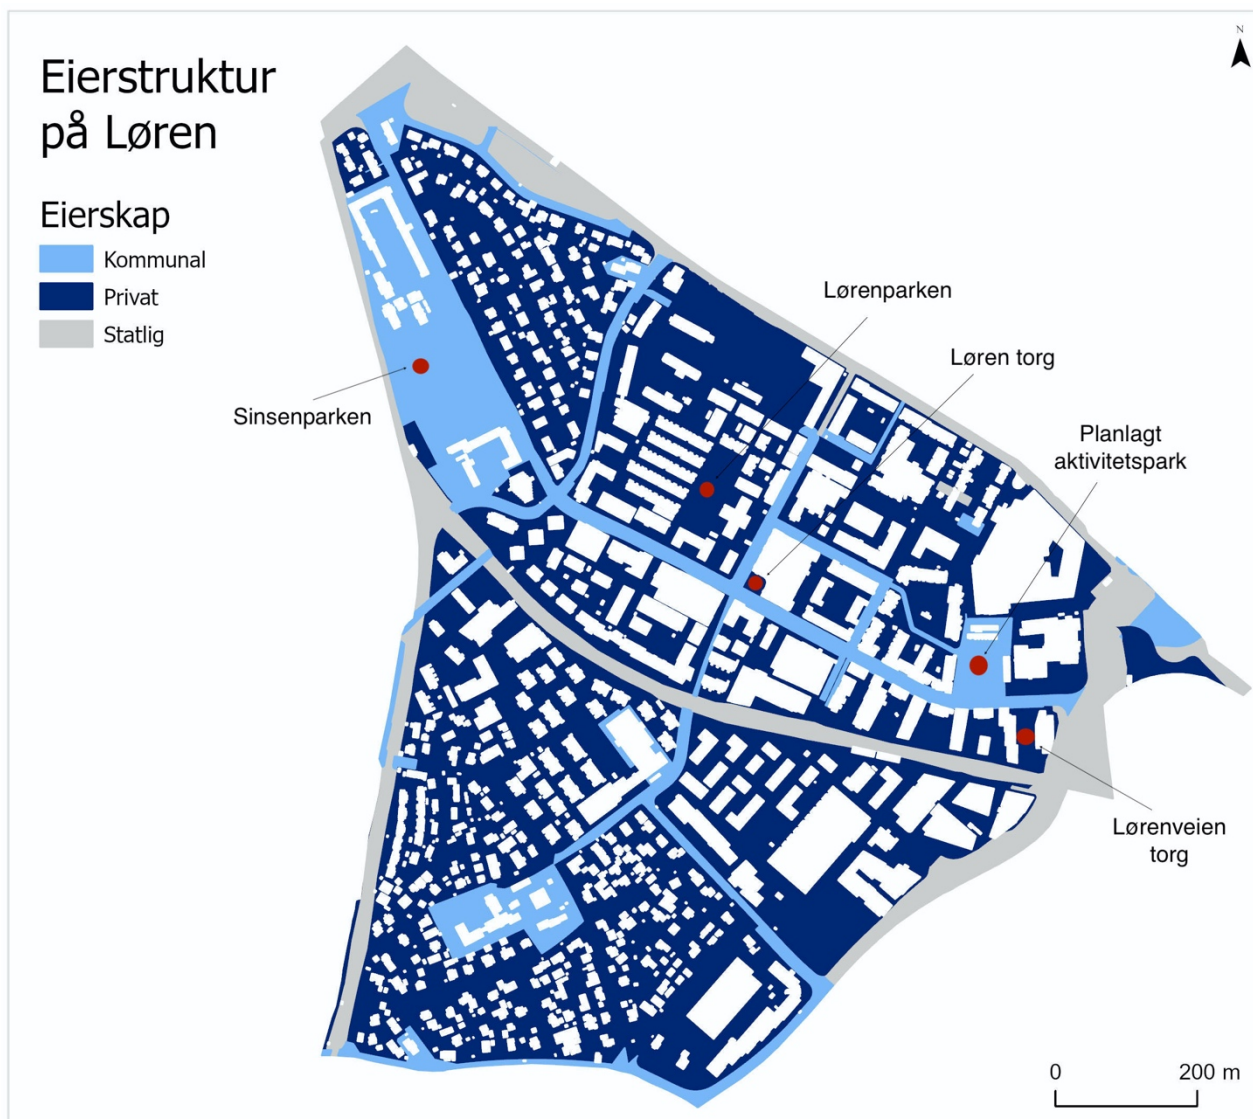 Eierstruktur
på Løren
N
Eierskap
Kommunal
Privat
Statlig
Lørenparken
Løren torg
Planlagt
aktivitetspark
Sinsenparken
Lørenveien
torg
0 200 m